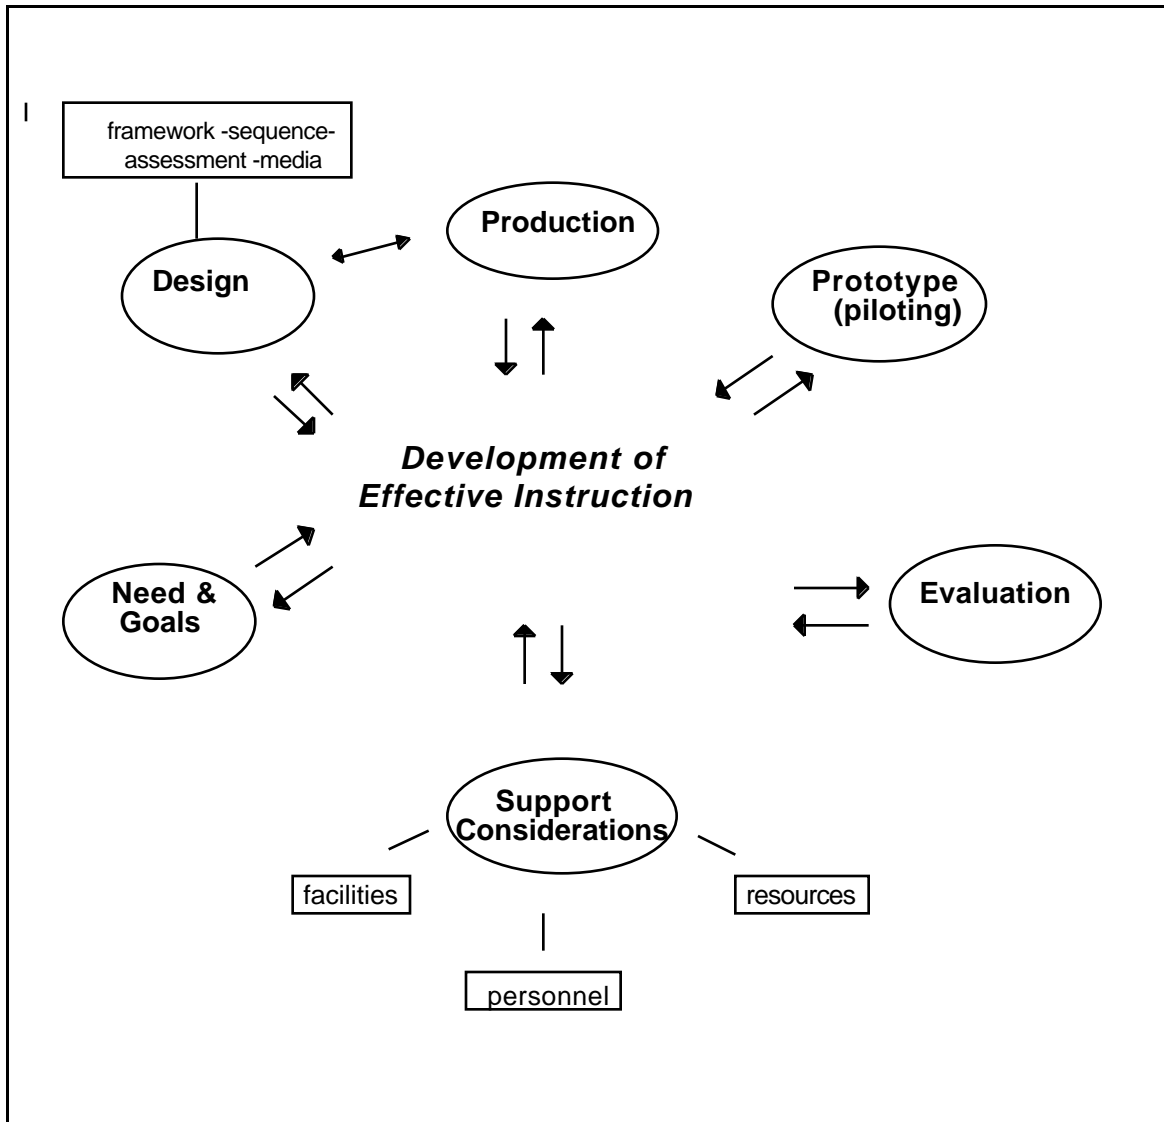 framework -sequence-
assessment -media
Production
Design
Prototype
(piloting)
Development of
Effective Instruction
Need &
Goals
Evaluation
Support
Considerations
facilities
resources
personnel